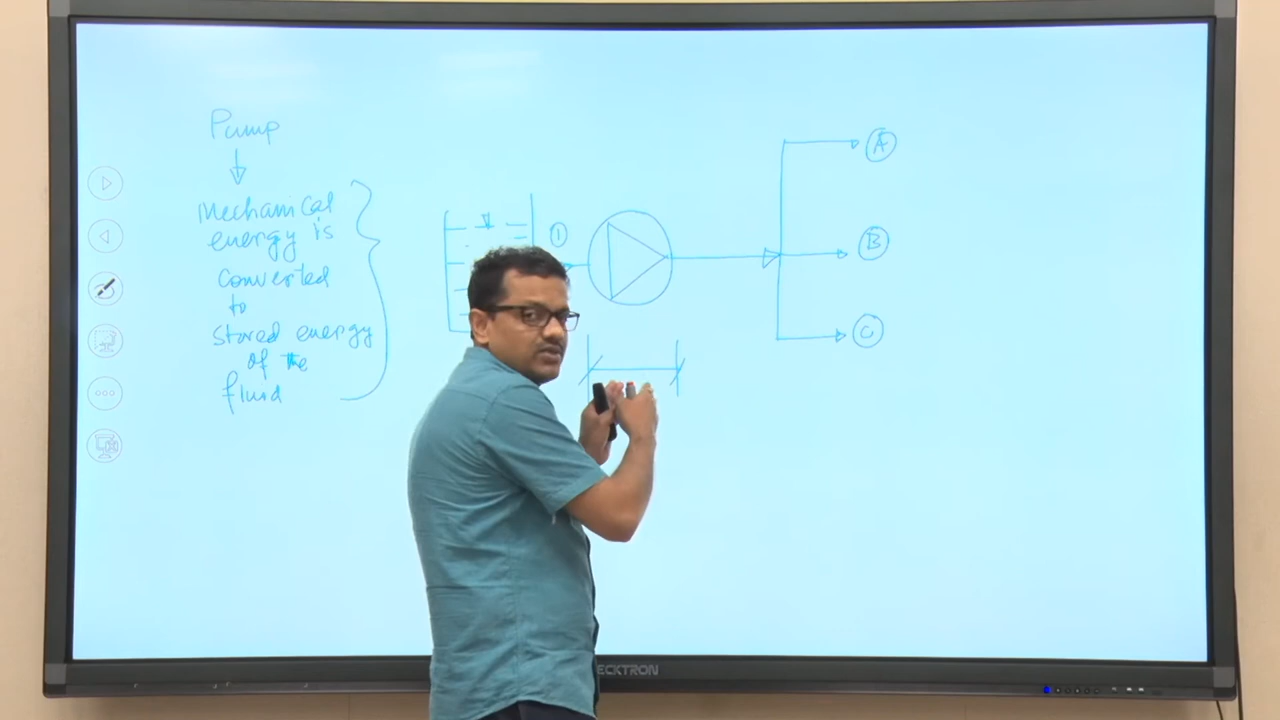 Pump
Mechanical
energy is
converted
to
stored energy
of the
fluid
1
A
B
C
ECKTRON